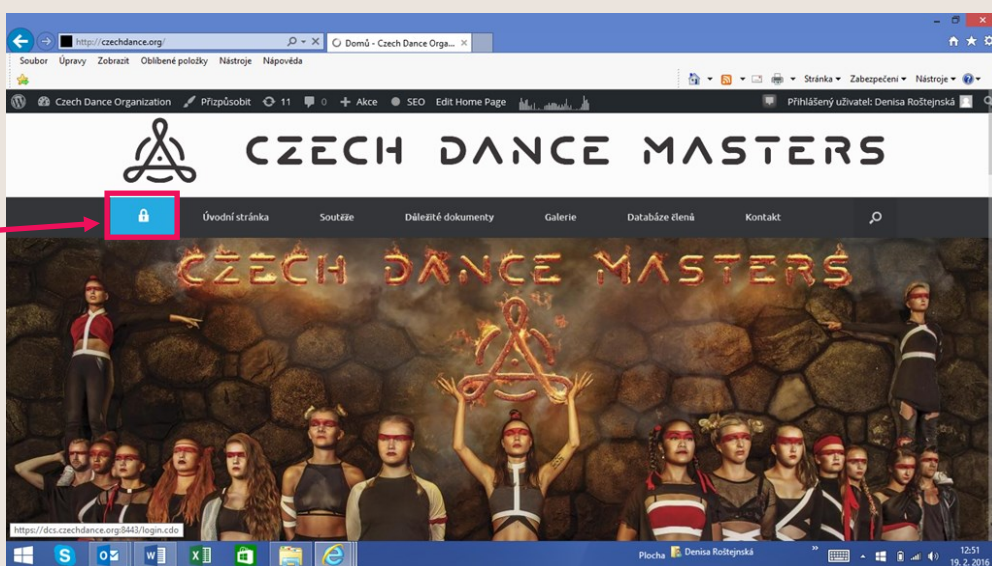 http://czechdance.org/
Domů - Czech Dance Orga...
Soubor Úpravy Zobrazit Oblíbené položky Nástroje Nápověda
Stránka Zabezpečení Nástroje
Czech Dance Organization Přizpůsobit 11 0 + Akce SEO Edit Home Page Přihlášený uživatel: Denisa Roštejnská
CZECH DANCE MASTERS
Úvodní stránka Soutěže Důležité dokumenty Galerie Databáze členů Kontakt
CZECH DANCE MASTERS
https://dcs.czechdance.org:8443/login.cdo
Plocha Denisa Roštejnská » 12:51
19. 2. 2016